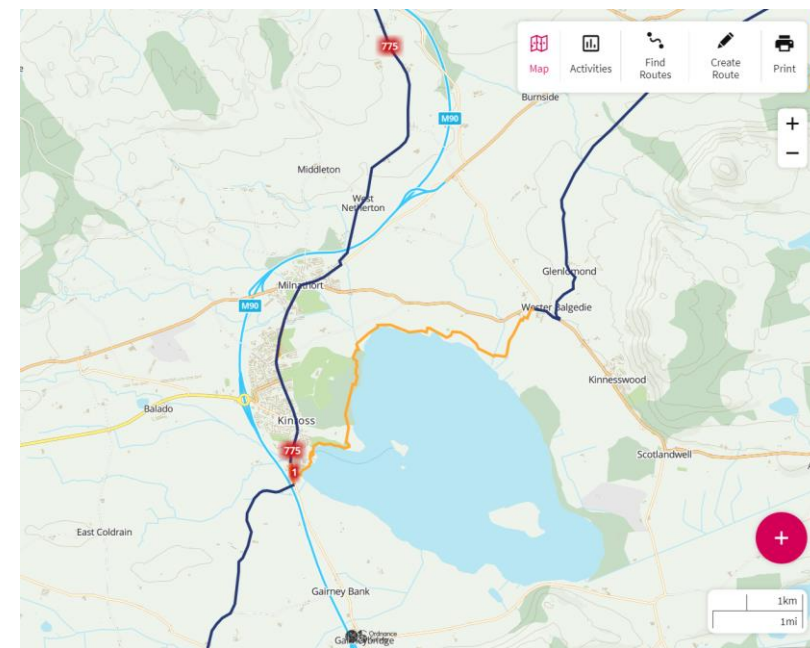 775
Map
Activities
Find
Routes
Create
Route
Print
Burnside
+
M90
−
Middleton
West
Netherton
Glenlomond
Milnathort
M90
Wester Balgedie
Kinnesswood
Balado
Kinross
775
Scotlandwell
1
East Coldrain
+
Gairney Bank
1km
1mi
Ordnance